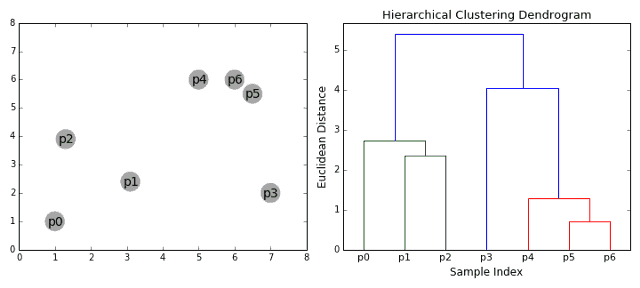 8
7
6
5
4
3
2
1
0
0 1 2 3 4 5 6 7 8
p4 p6
p5
p2
p1
p3
p0
Hierarchical Clustering Dendrogram
Euclidean Distance
5
4
3
2
1
0
p0 p1 p2 p3 p4 p5 p6
Sample Index